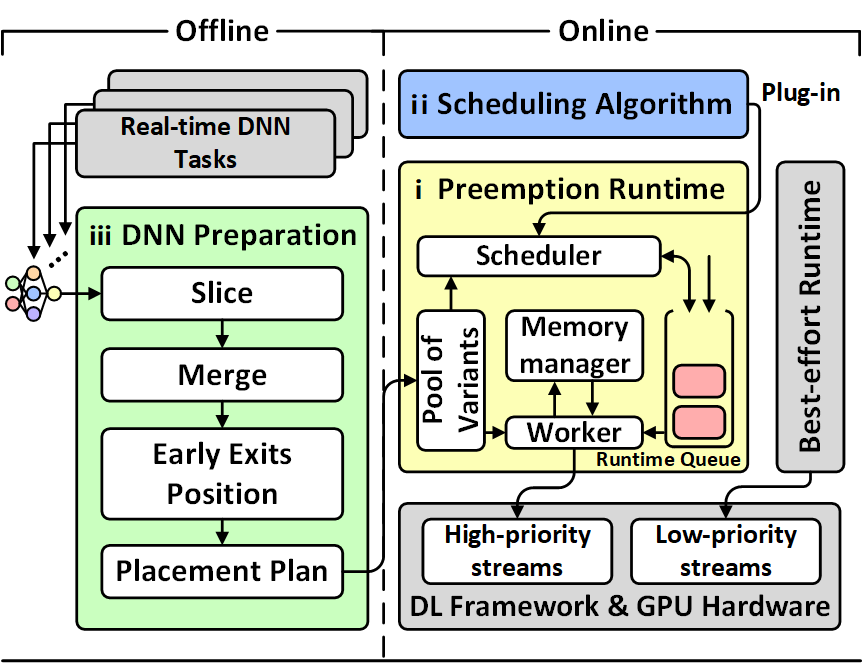 Offline
Online
Real-time DNN
Tasks
iii DNN Preparation
Slice
Merge
Early Exits
Position
Placement Plan
ii Scheduling Algorithm
Plug-in
i Preemption Runtime
Scheduler
Pool of
Variants
Memory
manager
Worker
Runtime Queue
Best-effort Runtime
High-priority
streams
Low-priority
streams
DL Framework & GPU Hardware